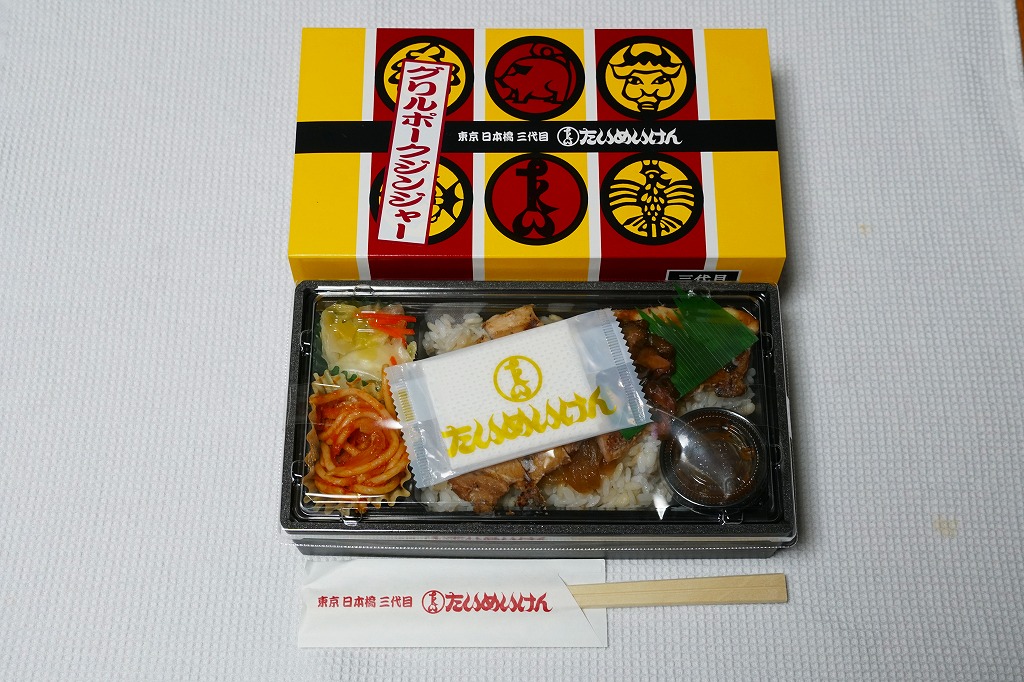 グリルポークジンジャー
東京 日本橋 三代目 たいめいけん
三代目
たいめいけん
東京 日本橋 三代目 たいめいけん